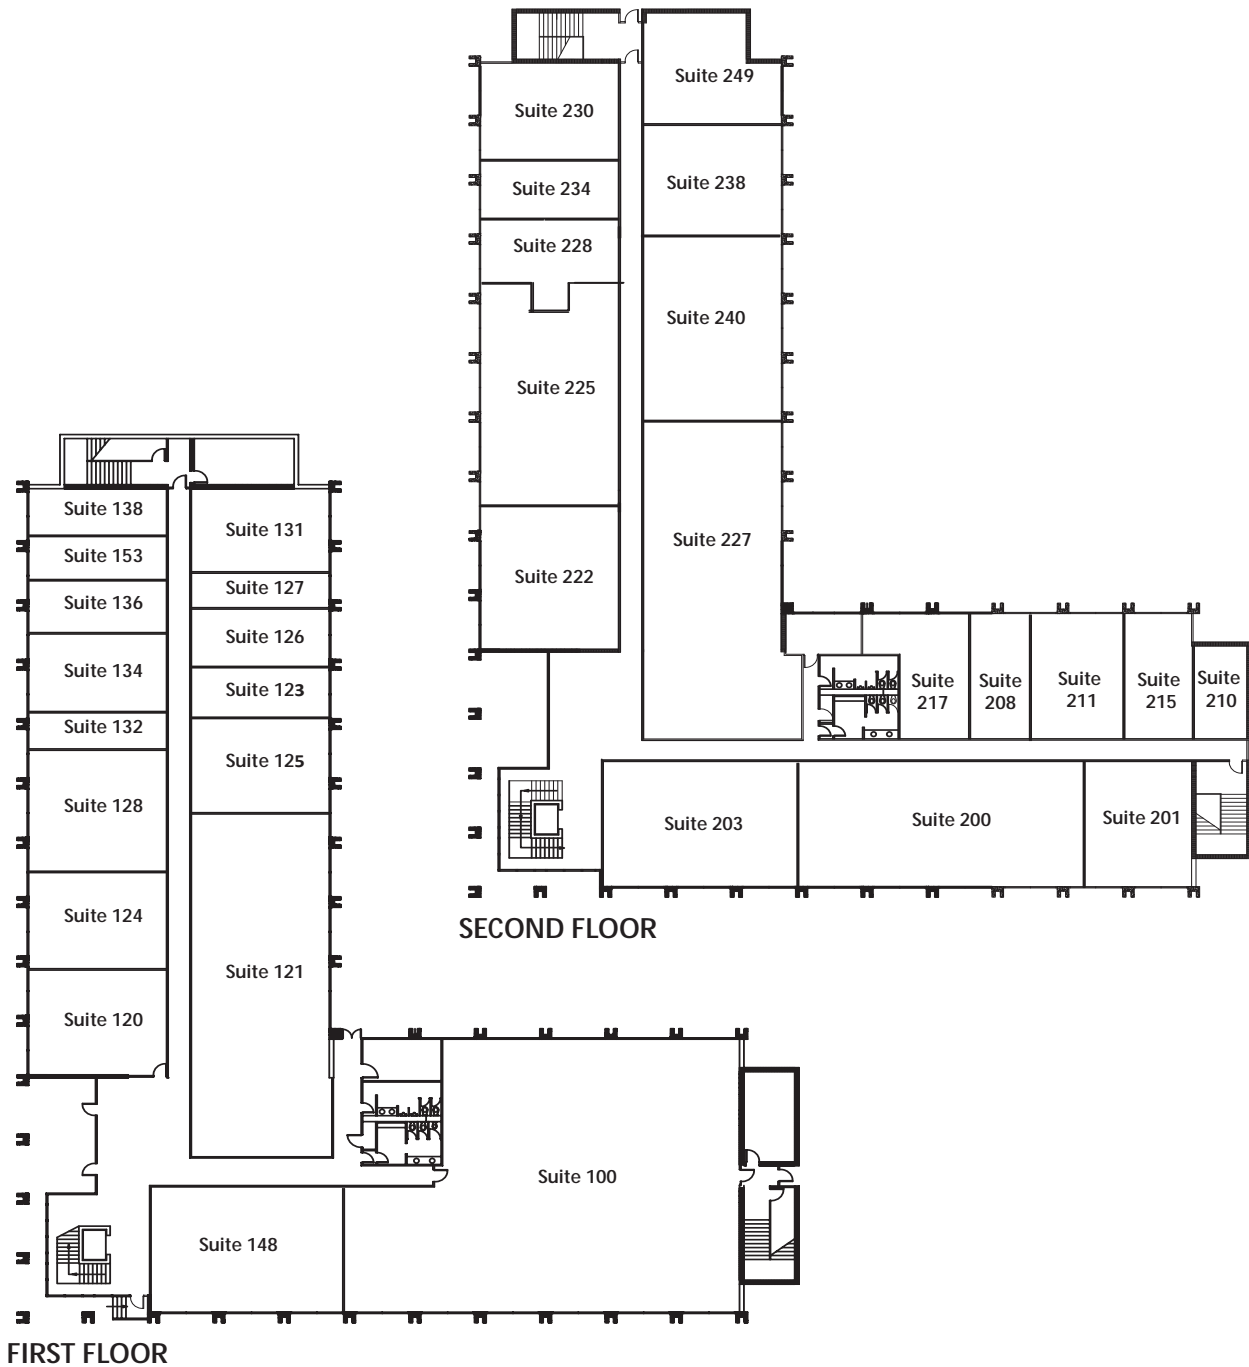 Suite 249
Suite 230
Suite 238
Suite 234
Suite 228
Suite 240
Suite 225
Suite 227
Suite 222
Suite
217
Suite
208
Suite
211
Suite
215
Suite
210
Suite 203
Suite 200
Suite 201
SECOND FLOOR
Suite 138
Suite 131
Suite 153
Suite 127
Suite 136
Suite 126
Suite 134
Suite 123
Suite 132
Suite 125
Suite 128
Suite 124
Suite 121
Suite 120
Suite 100
Suite 148
FIRST FLOOR